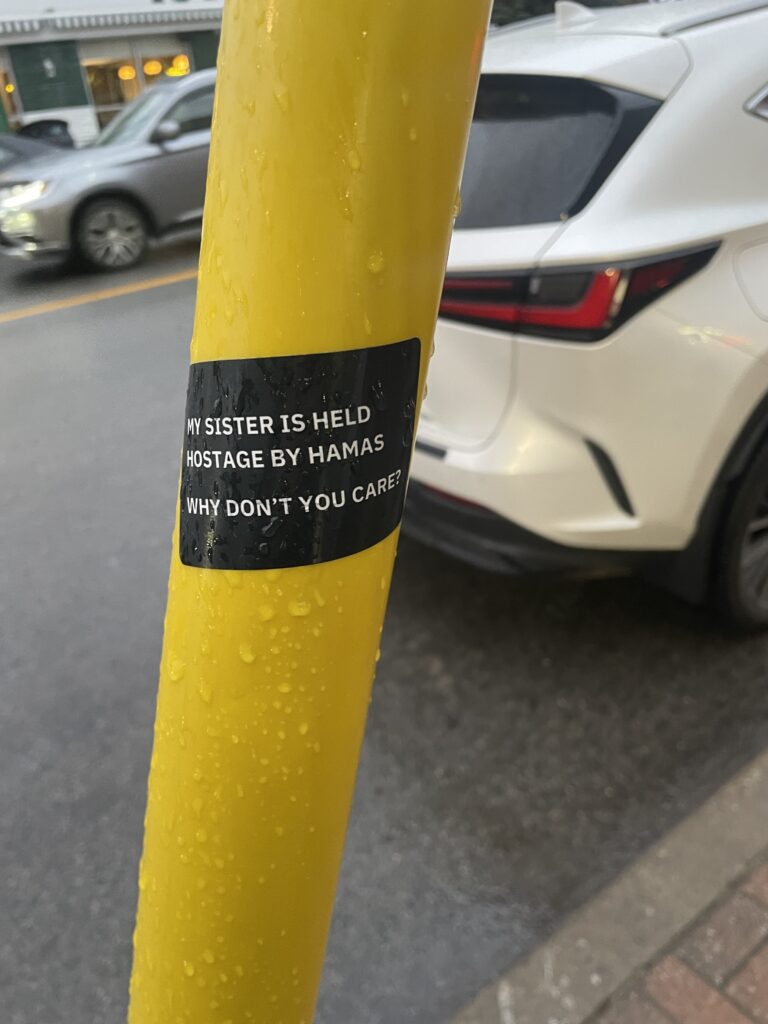 MY SISTER IS HELD
HOSTAGE BY HAMAS
WHY DON'T YOU CARE?